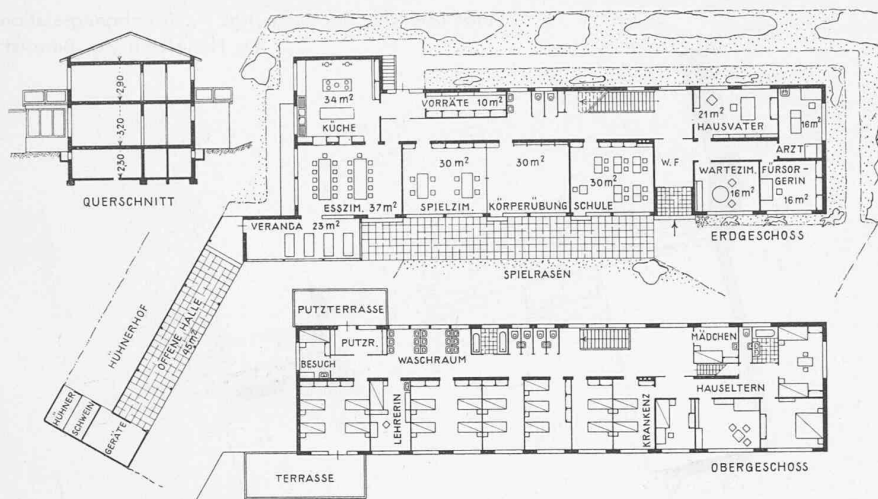 2,90
3,20
2,50
QUERSCHNITT
34 m²
KÜCHE
VORRÄTE 10 m²
21 m²
HAUSVATER
16 m²
ARZT
ESSZIM. 37 m²
30 m²
SPIELZIM.
30 m²
KÖRPERÜBUNG
30 m²
SCHULE
W.F
WARTEZIM.
16 m²
FÜRSOR-
GERIN
16 m²
VERANDA 23 m²
ERDGESCHOSS
SPIELRASEN
HÜHNERHOF
OFFENE HALLE
45 m²
HÜHNER
SCHWEIN
GERÄTE
PUTZTERRASSE
BESUCH
PUTZR.
WASCHRAUM
MÄDCHEN
LEHRERIN
KRANKENZ
HAUSELTERN
TERRASSE
OBERGESCHOSS